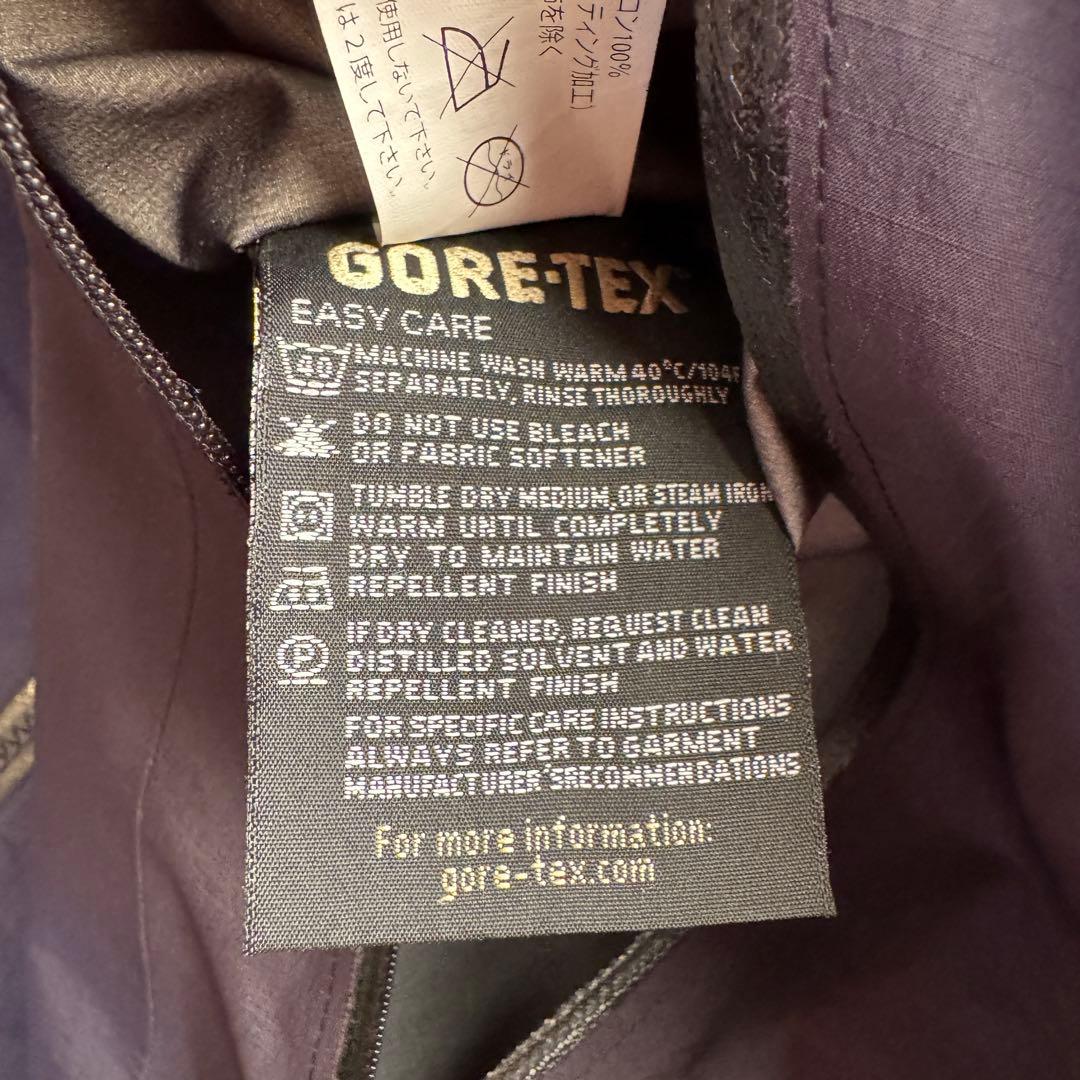 コン100%
ティング加工)
を除く
使用しないで下さい。
は2度して下さい。
GORE-TEX
EASY CARE
40
MACHINE WASH WARM 40°C/104F
SEPARATELY, RINSE THOROUGHLY
DO NOT USE BLEACH
OR FABRIC SOFTENER
TUMBLE DRY MEDIUM, OR STEAM IRON
WARM UNTIL COMPLETELY
DRY TO MAINTAIN WATER
REPELLENT FINISH
P
IF DRY CLEANED, REQUEST CLEAN
DISTILLED SOLVENT AND WATER
REPELLENT FINISH
FOR SPECIFIC CARE INSTRUCTIONS
ALWAYS REFER TO GARMENT
MANUFACTURER'S RECOMMENDATIONS
For more information:
gore-tex.com